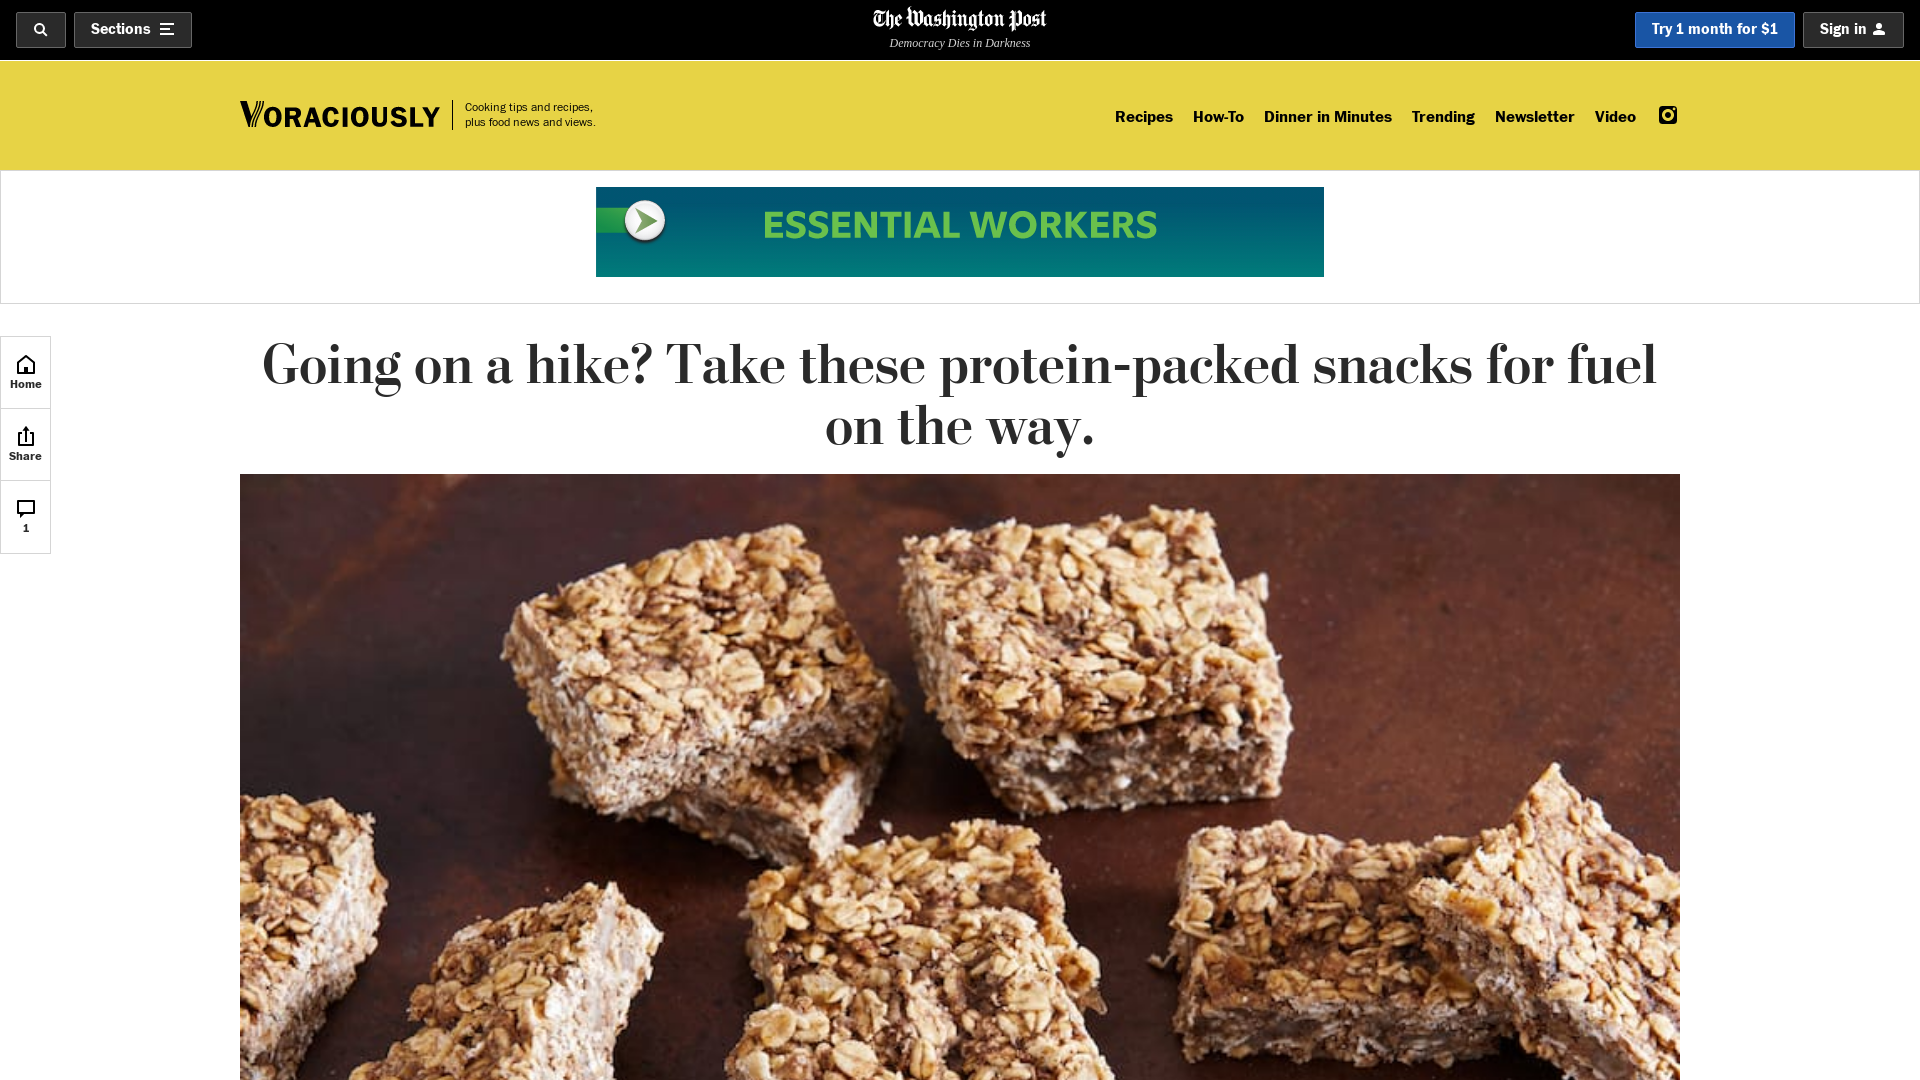 Sections
The Washington Post
Democracy Dies in Darkness
Try 1 month for $1
Sign in
VORACIOUSLY
Cooking tips and recipes,
plus food news and views.
Recipes
How-To
Dinner in Minutes
Trending
Newsletter
Video
ESSENTIAL WORKERS
Home
Share
1
Going on a hike? Take these protein-packed snacks for fuel
on the way.